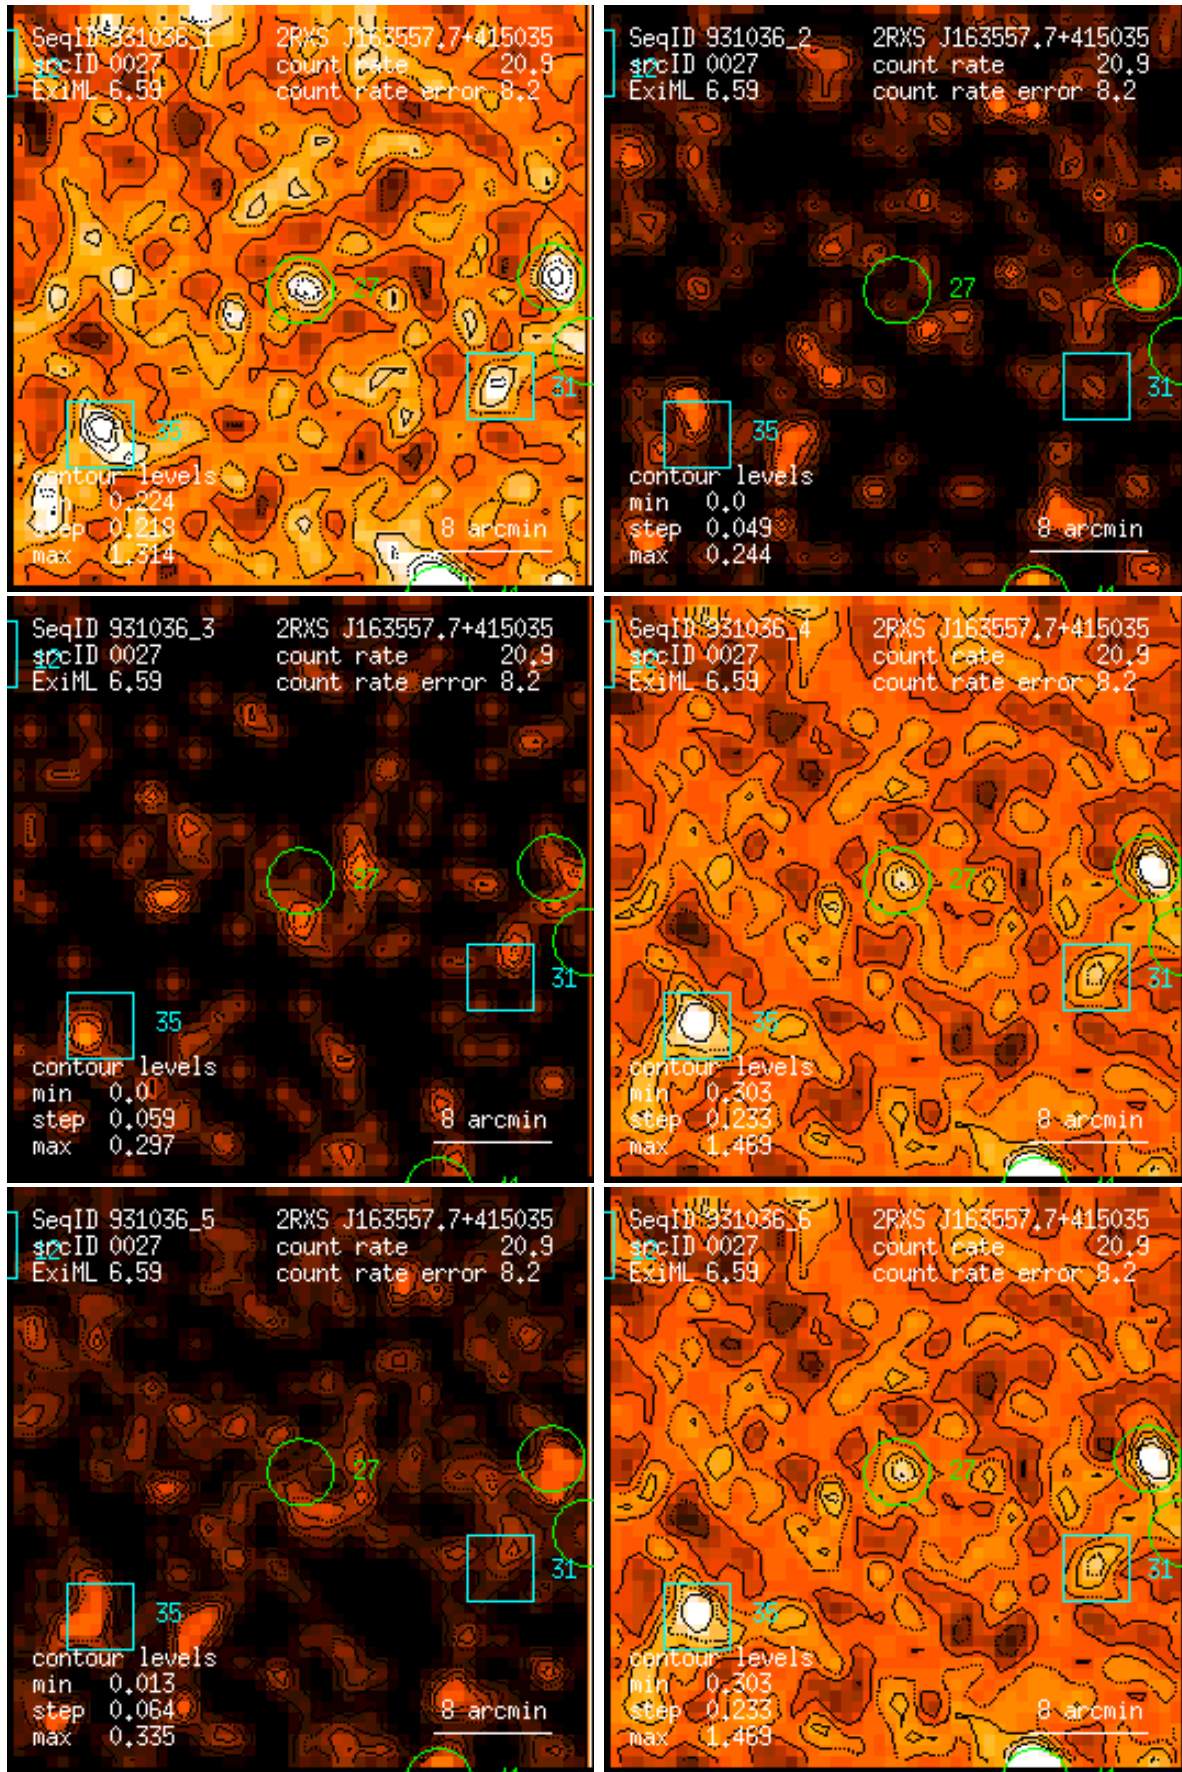 SeqID 931036_1 2RXS J163557.7+415035
srcID 0027 count rate 20.9
12
ExiML 6.59 count rate error 8.2
27
31
35
contour levels
min 0.224
step 0.218
max 1.314
8 arcmin
SeqID 931036_2 2RXS J163557.7+415035
srcID 0027 count rate 20.9
12
ExiML 6.59 count rate error 8.2
27
31
35
contour levels
min 0.0
step 0.049
max 0.244
8 arcmin
SeqID 931036_3 2RXS J163557.7+415035
srcID 0027 count rate 20.9
12
ExiML 6.59 count rate error 8.2
27
31
35
contour levels
min 0.0
step 0.059
max 0.297
8 arcmin
SeqID 931036_4 2RXS J163557.7+415035
srcID 0027 count rate 20.9
12
ExiML 6.59 count rate error 8.2
27
31
35
contour levels
min 0.303
step 0.233
max 1.469
8 arcmin
SeqID 931036_5 2RXS J163557.7+415035
srcID 0027 count rate 20.9
12
ExiML 6.59 count rate error 8.2
27
31
35
contour levels
min 0.013
step 0.064
max 0.335
8 arcmin
SeqID 931036_6 2RXS J163557.7+415035
srcID 0027 count rate 20.9
12
ExiML 6.59 count rate error 8.2
27
31
35
contour levels
min 0.303
step 0.233
max 1.469
8 arcmin